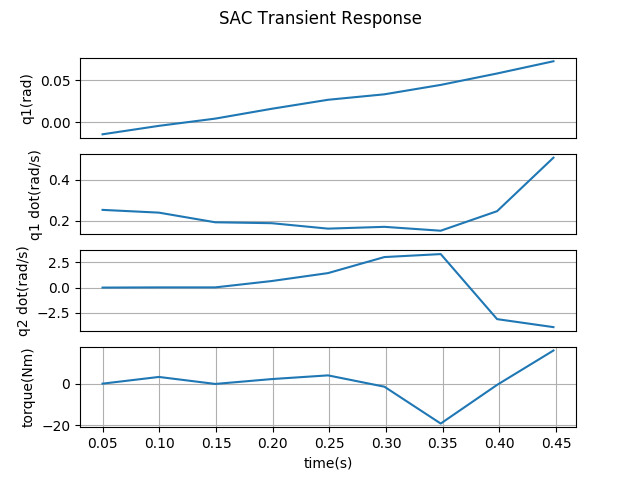 SAC Transient Response
q1(rad)
0.05
0.00
q1 dot(rad/s)
0.4
0.2
q2 dot(rad/s)
2.5
0.0
−2.5
torque(Nm)
0
−20
0.05 0.10 0.15 0.20 0.25 0.30 0.35 0.40 0.45
time(s)